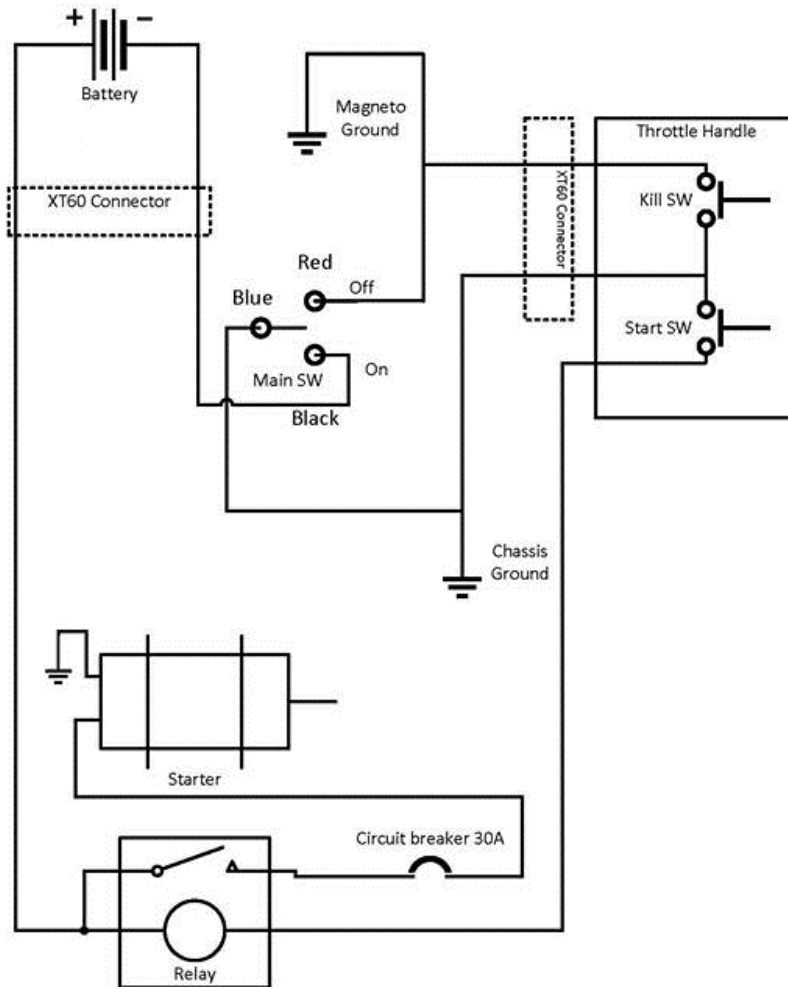 + −
Battery
XT60 Connector
Magneto
Ground
XT60 Connector
Throttle Handle
Kill SW
Start SW
Red
Off
Blue
Main SW
On
Black
Chassis
Ground
Starter
Circuit breaker 30A
Relay